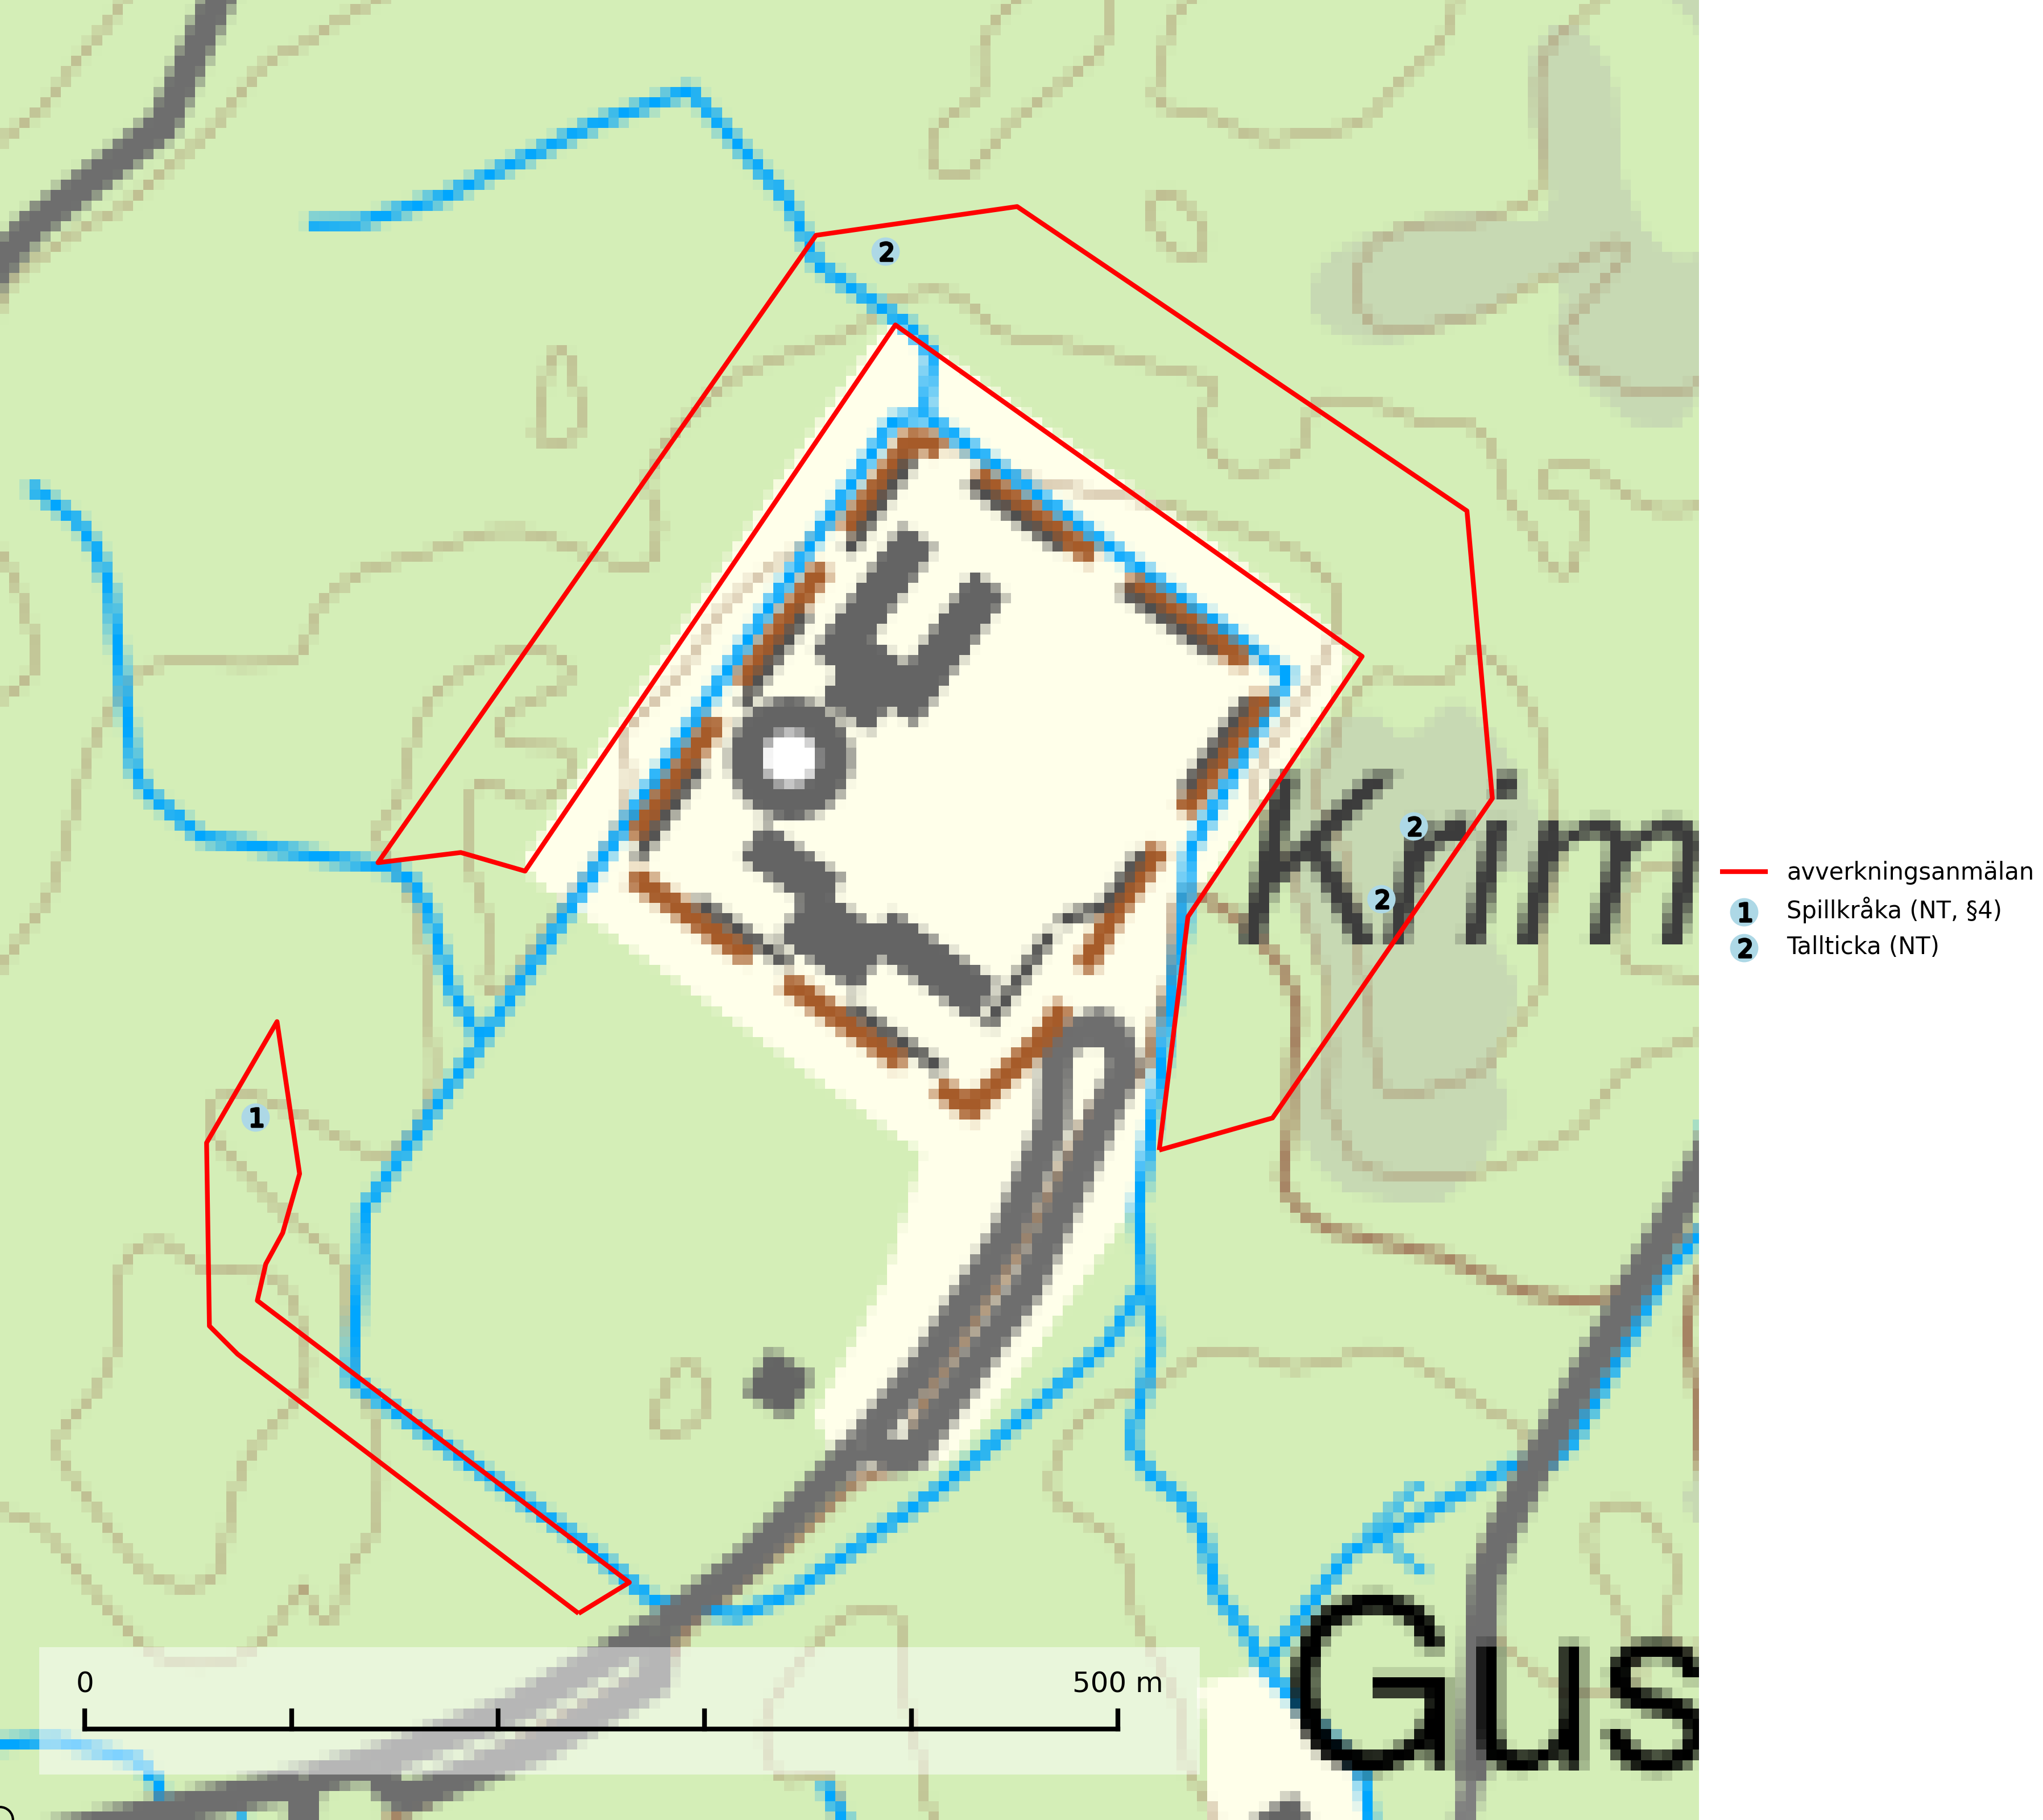 2
Krim
2
2
1
avverkningsanmälan
1 Spillkråka (NT, §4)
2 Tallticka (NT)
0 500 m
Gus